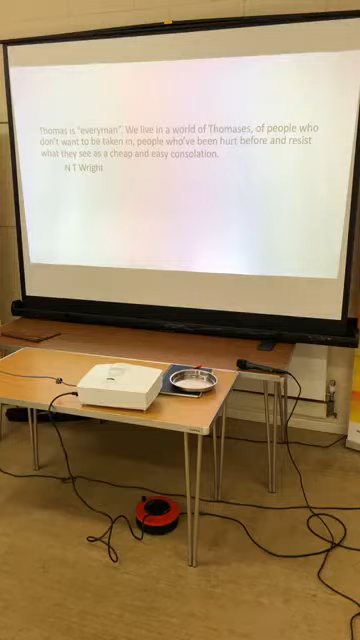 Thomas is "everyman". We live in a world of Thomases, of people who
don't want to be taken in, people who've been hurt before and resist
what they see as a cheap and easy consolation.
N T Wright